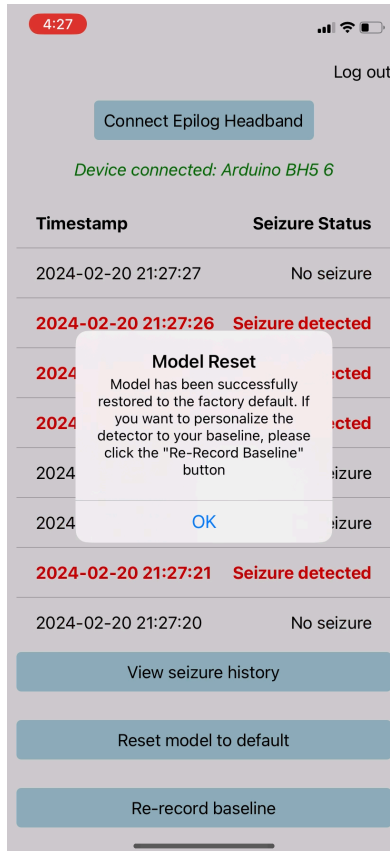 4:27
Log out
Connect Epilog Headband
Device connected: Arduino BH5 6
Timestamp Seizure Status
2024-02-20 21:27:27 No seizure
2024-02-20 21:27:26 Seizure detected
2024
2024
2024
2024
Model Reset
Model has been successfully
restored to the factory default. If
you want to personalize the
detector to your baseline, please
click the "Re-Record Baseline"
button
OK
2024-02-20 21:27:21 Seizure detected
2024-02-20 21:27:20 No seizure
View seizure history
Reset model to default
Re-record baseline